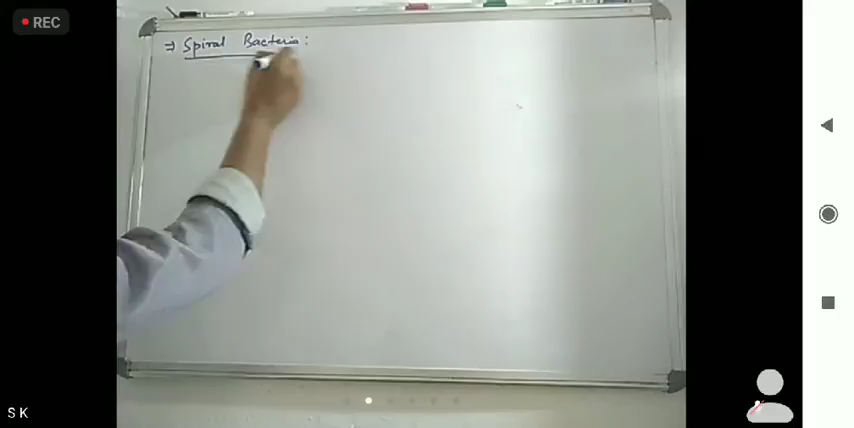 REC
⇒ Spiral Bacteria:
S K